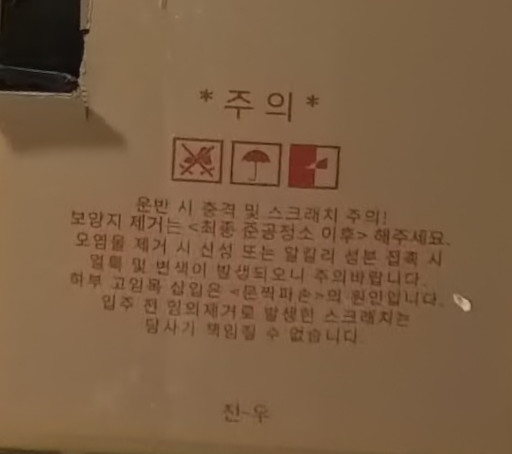 * 주 의 *
운반 시 충격 및 스크래치 주의!
보양지 제거는 <최종 준공청소 이후> 해주세요.
오염물 제거 시 산성 또는 알칼리 성분 접촉 시
얼룩 및 변색이 발생되오니 주의바랍니다.
하부 고임목 삽입은 <문짝파손>의 원인입니다.
입주 전 임의제거로 발생한 스크래치는
당사가 책임질 수 없습니다.
전-우